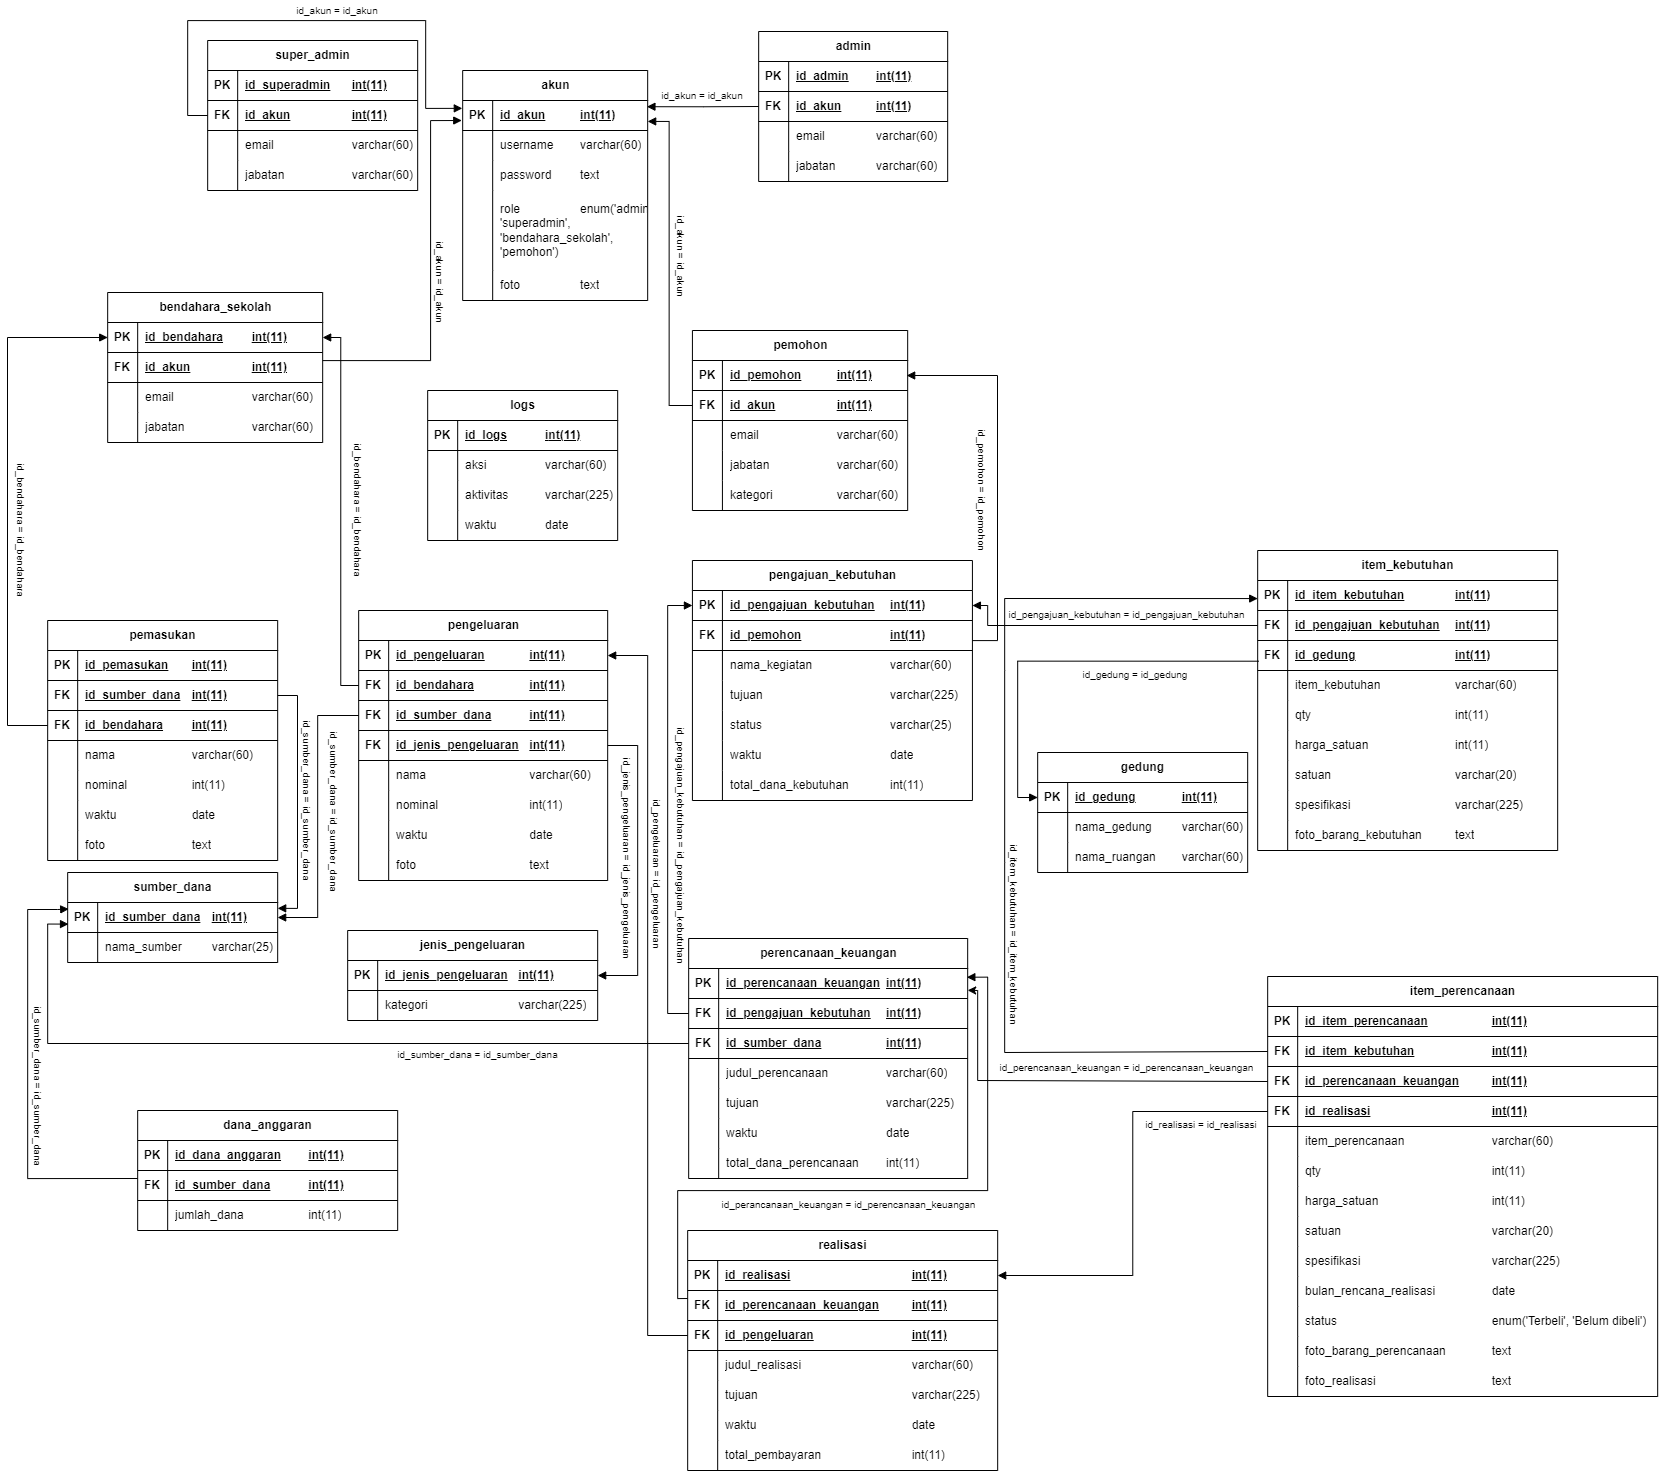 id_akun = id_akun
super_admin
PK id_superadmin int(11)
FK id_akun int(11)
email varchar(60)
jabatan varchar(60)
akun
PK id_akun int(11)
username varchar(60)
password text
role enum('admin
'superadmin',
'bendahara_sekolah',
'pemohon')
foto text
id_akun = id_akun
admin
PK id_admin int(11)
FK id_akun int(11)
email varchar(60)
jabatan varchar(60)
id_akun = id_akun
id_akun = id_akun
bendahara_sekolah
PK id_bendahara int(11)
FK id_akun int(11)
email varchar(60)
jabatan varchar(60)
logs
PK id_logs int(11)
aksi varchar(60)
aktivitas varchar(225)
waktu date
pemohon
PK id_pemohon int(11)
FK id_akun int(11)
email varchar(60)
jabatan varchar(60)
kategori varchar(60)
id_bendahara = id_bendahara
id_bendahara = id_bendahara
id_pemohon = id_pemohon
pemasukan
PK id_pemasukan int(11)
FK id_sumber_dana int(11)
FK id_bendahara int(11)
nama varchar(60)
nominal int(11)
waktu date
foto text
pengeluaran
PK id_pengeluaran int(11)
FK id_bendahara int(11)
FK id_sumber_dana int(11)
FK id_jenis_pengeluaran int(11)
nama varchar(60)
nominal int(11)
waktu date
foto text
pengajuan_kebutuhan
PK id_pengajuan_kebutuhan int(11)
FK id_pemohon int(11)
nama_kegiatan varchar(60)
tujuan varchar(225)
status varchar(25)
waktu date
total_dana_kebutuhan int(11)
id_pengajuan_kebutuhan = id_pengajuan_kebutuhan
item_kebutuhan
PK id_item_kebutuhan int(11)
FK id_pengajuan_kebutuhan int(11)
FK id_gedung int(11)
item_kebutuhan varchar(60)
qty int(11)
harga_satuan int(11)
satuan varchar(20)
spesifikasi varchar(225)
foto_barang_kebutuhan text
id_gedung = id_gedung
gedung
PK id_gedung int(11)
nama_gedung varchar(60)
nama_ruangan varchar(60)
id_sumber_dana = id_sumber_dana
id_sumber_dana = id_sumber_dana
id_jenis_pengeluaran = id_jenis_pengeluaran
id_pengeluaran = id_pengeluaran
id_pengajuan_kebutuhan = id_pengajuan_kebutuhan
id_item_kebutuhan = id_item_kebutuhan
sumber_dana
PK id_sumber_dana int(11)
nama_sumber varchar(25)
jenis_pengeluaran
PK id_jenis_pengeluaran int(11)
kategori varchar(225)
perencanaan_keuangan
PK id_perencanaan_keuangan int(11)
FK id_pengajuan_kebutuhan int(11)
FK id_sumber_dana int(11)
judul_perencanaan varchar(60)
tujuan varchar(225)
waktu date
total_dana_perencanaan int(11)
id_sumber_dana = id_sumber_dana
id_sumber_dana = id_sumber_dana
id_perencanaan_keuangan = id_perencanaan_keuangan
id_realisasi = id_realisasi
item_perencanaan
PK id_item_perencanaan int(11)
FK id_item_kebutuhan int(11)
FK id_perencanaan_keuangan int(11)
FK id_realisasi int(11)
item_perencanaan varchar(60)
qty int(11)
harga_satuan int(11)
satuan varchar(20)
spesifikasi varchar(225)
bulan_rencana_realisasi date
status enum('Terbeli', 'Belum dibeli')
foto_barang_perencanaan text
foto_realisasi text
dana_anggaran
PK id_dana_anggaran int(11)
FK id_sumber_dana int(11)
jumlah_dana int(11)
id_perancanaan_keuangan = id_perencanaan_keuangan
realisasi
PK id_realisasi int(11)
FK id_perencanaan_keuangan int(11)
FK id_pengeluaran int(11)
judul_realisasi varchar(60)
tujuan varchar(225)
waktu date
total_pembayaran int(11)